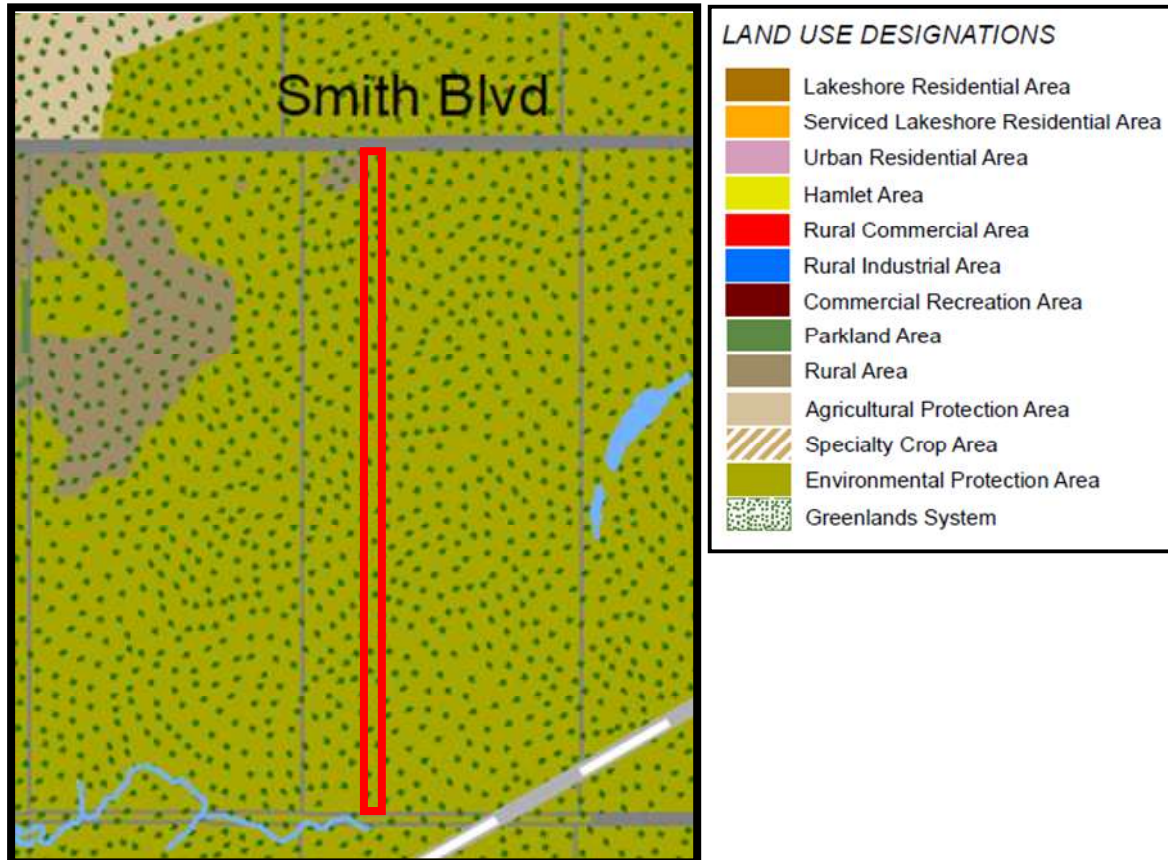 Smith Blvd
LAND USE DESIGNATIONS
Lakeshore Residential Area
Serviced Lakeshore Residential Area
Urban Residential Area
Hamlet Area
Rural Commercial Area
Rural Industrial Area
Commercial Recreation Area
Parkland Area
Rural Area
Agricultural Protection Area
Specialty Crop Area
Environmental Protection Area
Greenlands System